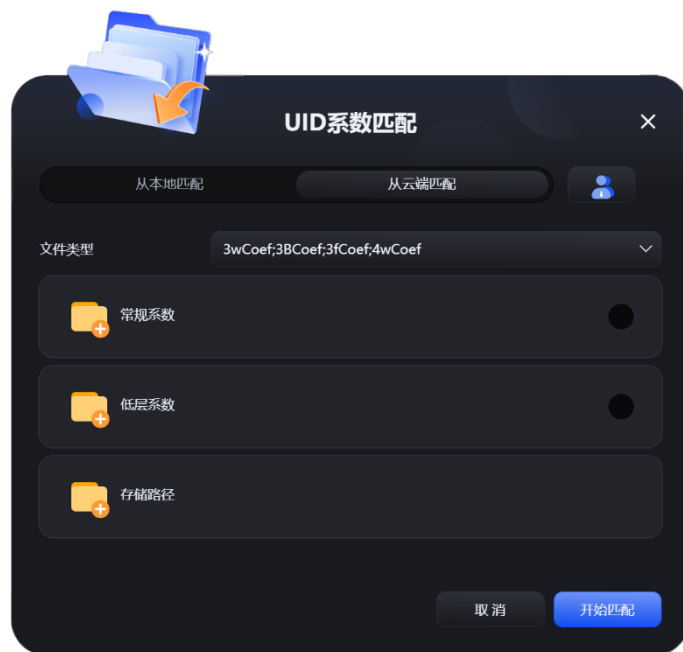 UID系数匹配
从本地匹配
从云端匹配
文件类型
3wCoef;3BCoef;3fCoef;4wCoef
常规系数
低层系数
存储路径
取 消
开始匹配